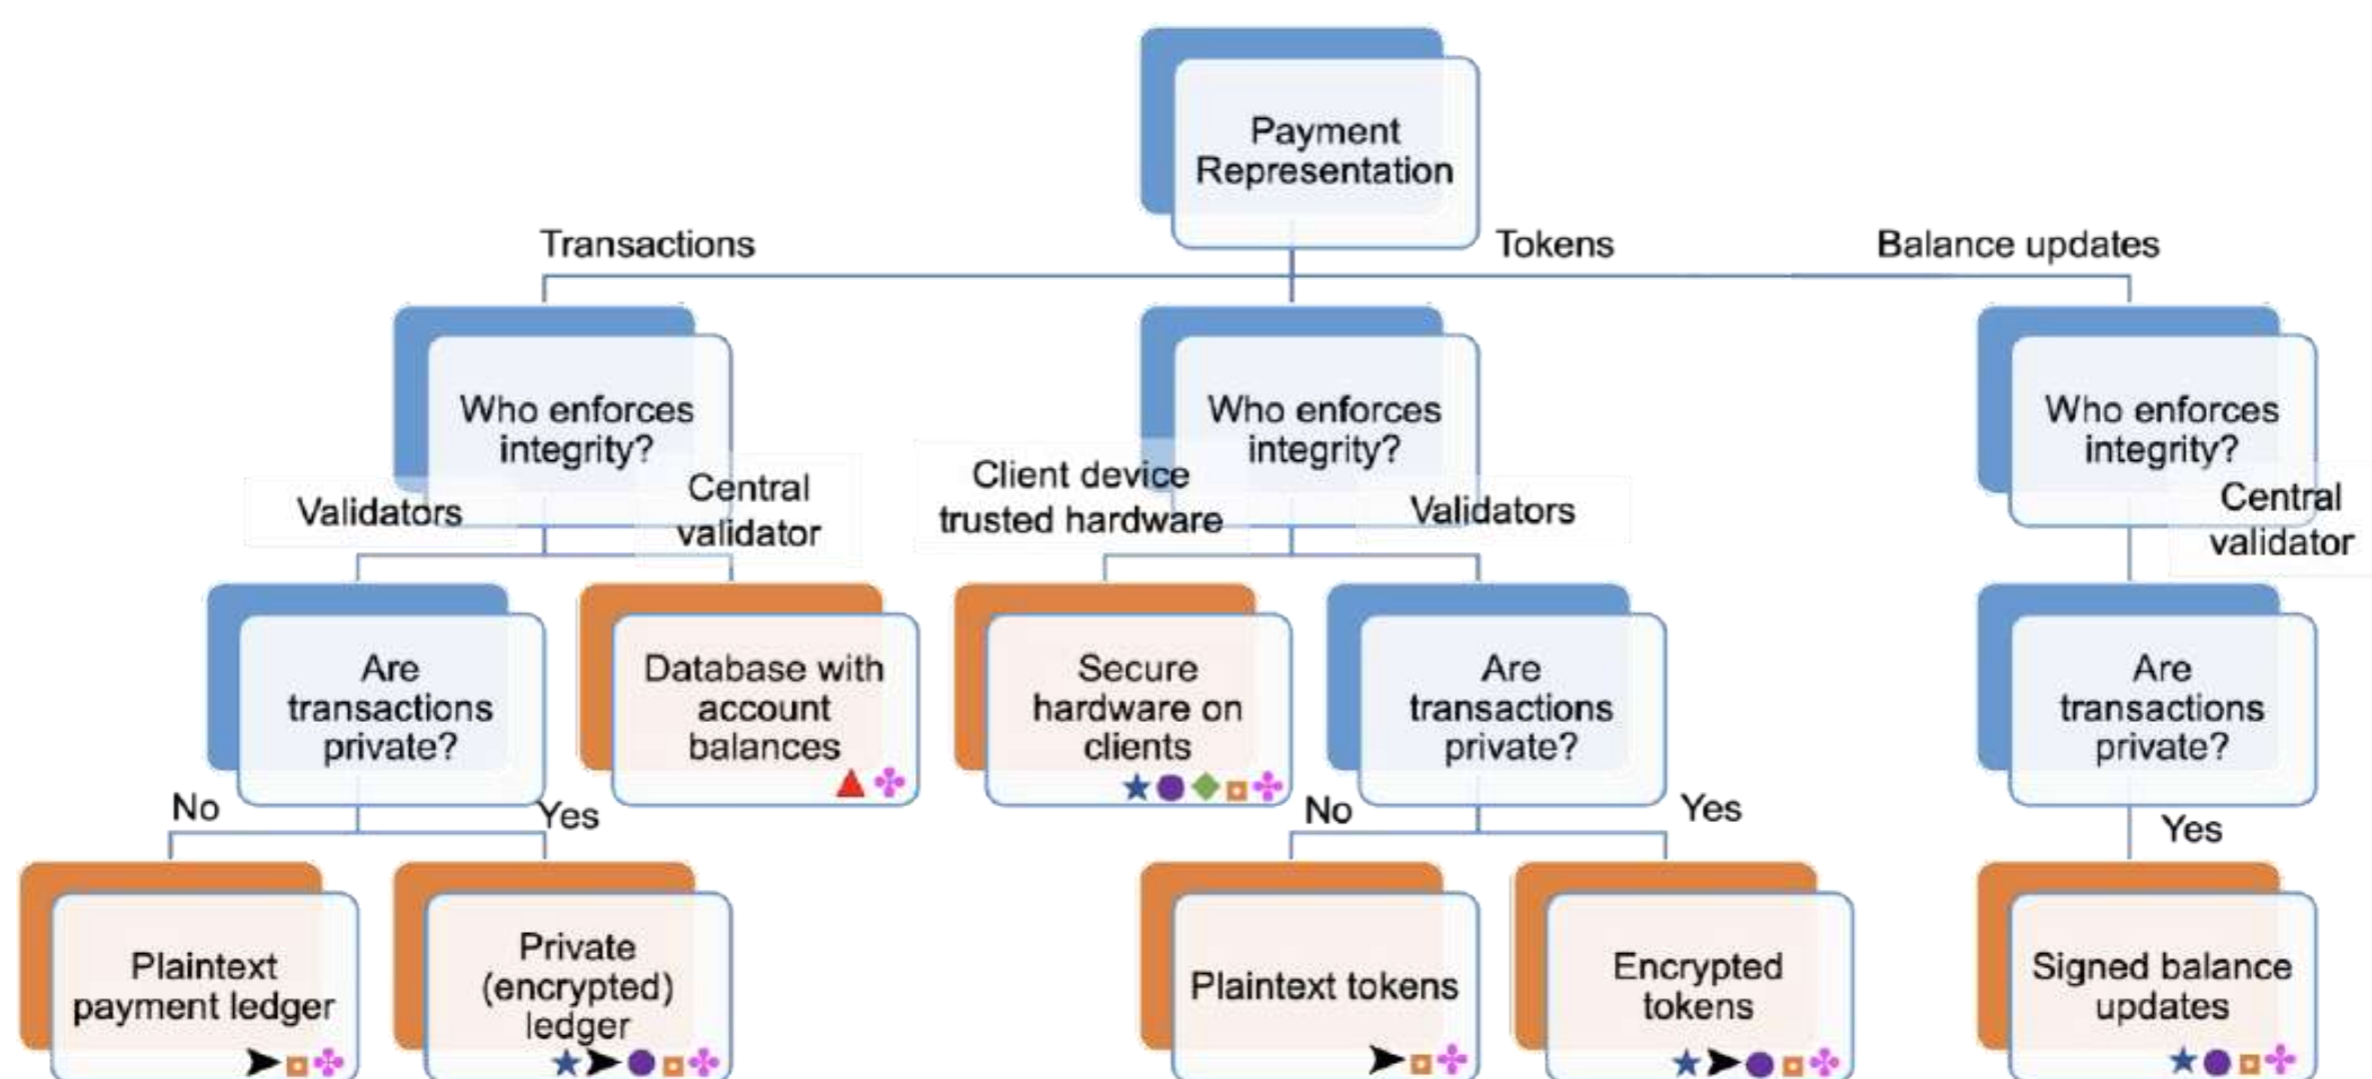 Payment
Representation
Transactions
Tokens
Balance updates
Who enforces
integrity?
Who enforces
integrity?
Who enforces
integrity?
Validators
Central
validator
Client device
trusted hardware
Validators
Central
validator
Are
transactions
private?
Database with
account
balances
Secure
hardware on
clients
Are
transactions
private?
Are
transactions
private?
No
Yes
No
Yes
Yes
Plaintext
payment ledger
Private
(encrypted)
ledger
Plaintext tokens
Encrypted
tokens
Signed balance
updates